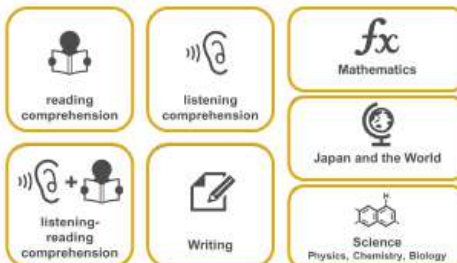 reading
comprehension
listening
comprehension
fx
Mathematics
Japan and the World
listening-
reading
comprehension
Writing
H
Science
Physics, Chemistry, Biology